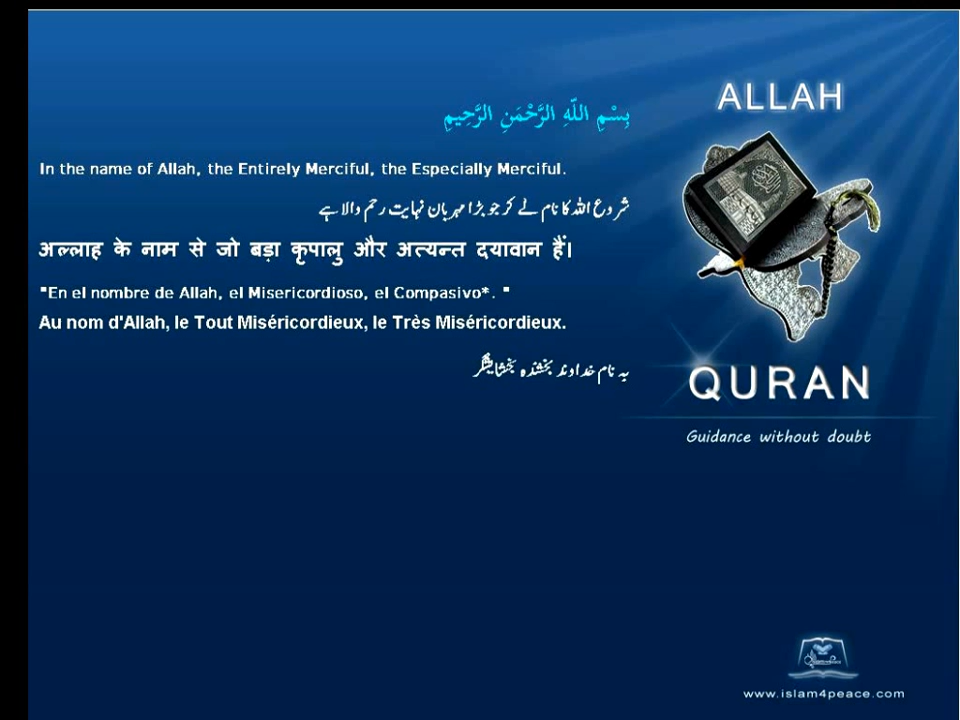 بِسْمِ اللّهِ الرَّحْمَنِ الرَّحِيمِ
In the name of Allah, the Entirely Merciful, the Especially Merciful.
شروع اللہ کا نام لے کر جو بڑا مہربان نہایت رحم والا ہے
अल्लाह के नाम से जो बड़ा कृपालु और अत्यन्त दयावान हैं।
"En el nombre de Allah, el Misericordioso, el Compasivo*. "
Au nom d'Allah, le Tout Miséricordieux, le Très Miséricordieux.
به نام خداوند بخشنده بخشایشگر
ALLAH
QURAN
Guidance without doubt
www.islam4peace.com